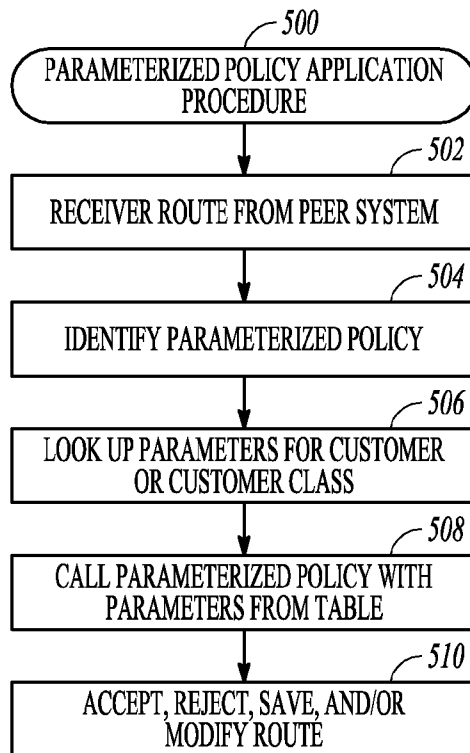 500
PARAMETERIZED POLICY APPLICATION
PROCEDURE
502
RECEIVER ROUTE FROM PEER SYSTEM
504
IDENTIFY PARAMETERIZED POLICY
506
LOOK UP PARAMETERS FOR CUSTOMER
OR CUSTOMER CLASS
508
CALL PARAMETERIZED POLICY WITH
PARAMETERS FROM TABLE
510
ACCEPT, REJECT, SAVE, AND/OR
MODIFY ROUTE